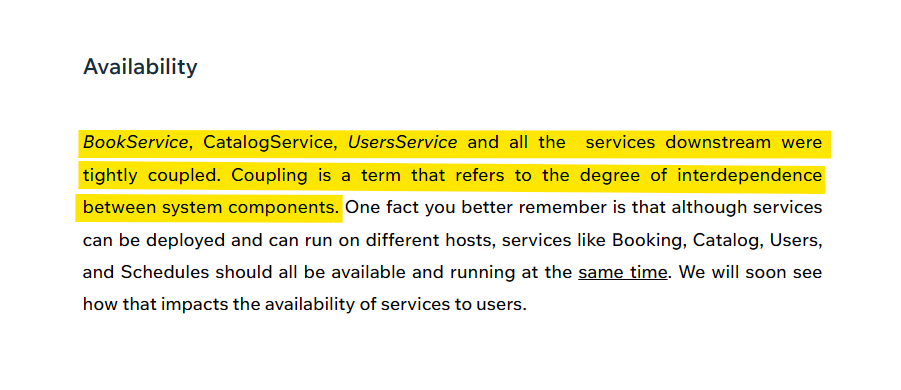 Availability
BookService, CatalogService, UsersService and all the services downstream were
tightly coupled. Coupling is a term that refers to the degree of interdependence
between system components. One fact you better remember is that although services
can be deployed and can run on different hosts, services like Booking, Catalog, Users,
and Schedules should all be available and running at the same time. We will soon see
how that impacts the availability of services to users.